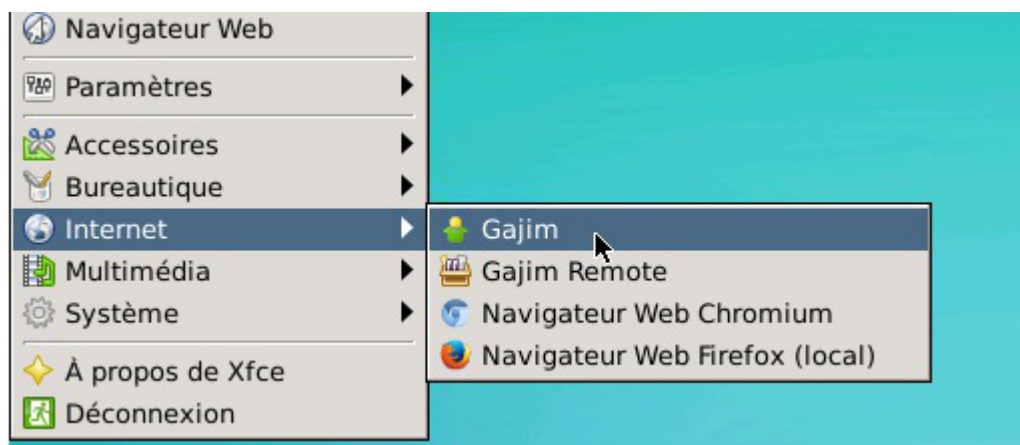 Navigateur Web
Paramètres
Accessoires
Bureautique
Internet
Multimédia
Système
À propos de Xfce
Déconnexion
Gajim
Gajim Remote
Navigateur Web Chromium
Navigateur Web Firefox (local)